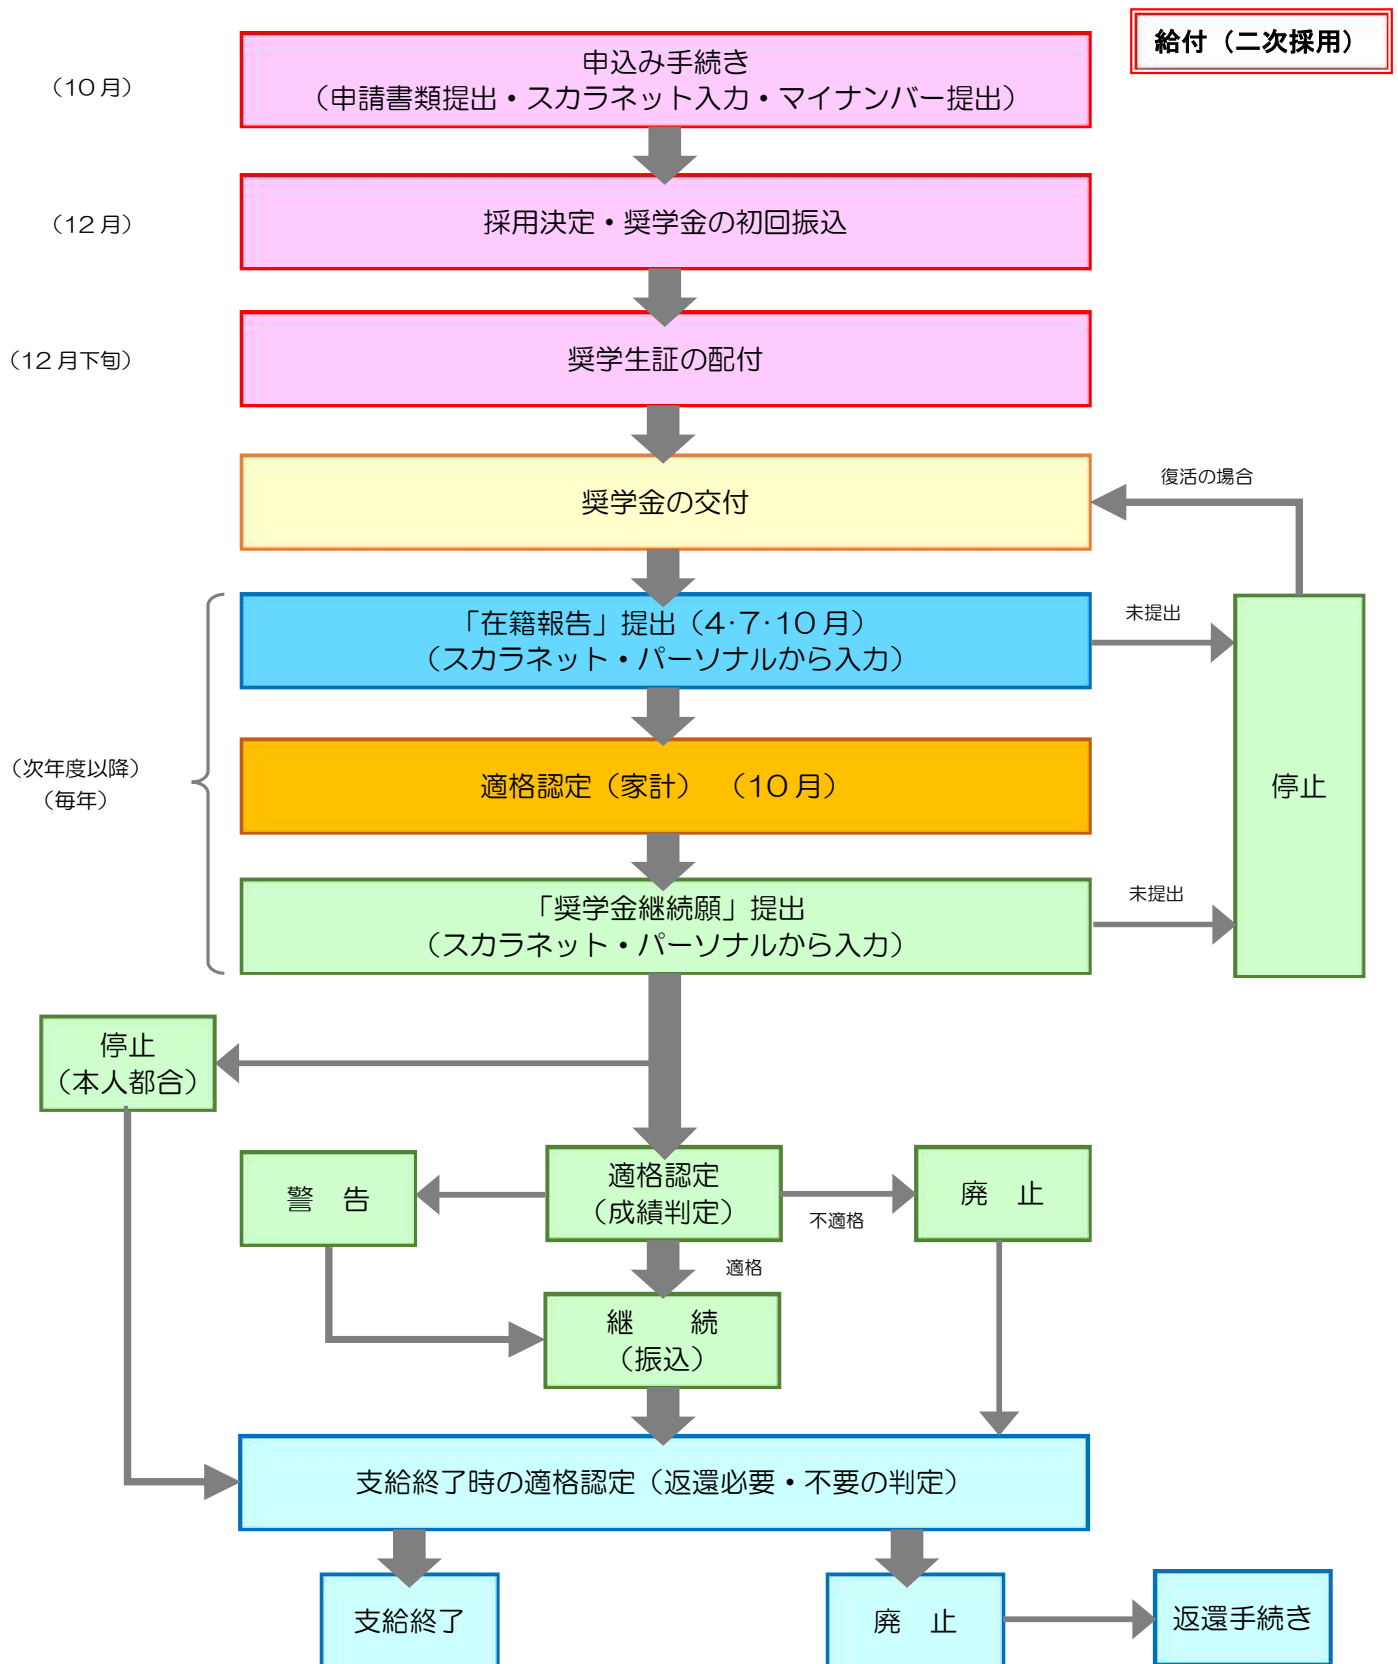 給付（二次採用）
（10月）
申込み手続き
（申請書類提出・スカラネット入力・マイナンバー提出）
（12月）
採用決定・奨学金の初回振込
（12月下旬）
奨学生証の配付
奨学金の交付
復活の場合
「在籍報告」提出（4･7･10月）
（スカラネット・パーソナルから入力）
未提出
（次年度以降）
（毎年）
適格認定（家計）　（10月）
停止
「奨学金継続願」提出
（スカラネット・パーソナルから入力）
未提出
停止
（本人都合）
警　告
適格認定
（成績判定）
不適格
廃　止
適格
継　　続
（振込）
支給終了時の適格認定（返還必要・不要の判定）
支給終了
廃　止
返還手続き